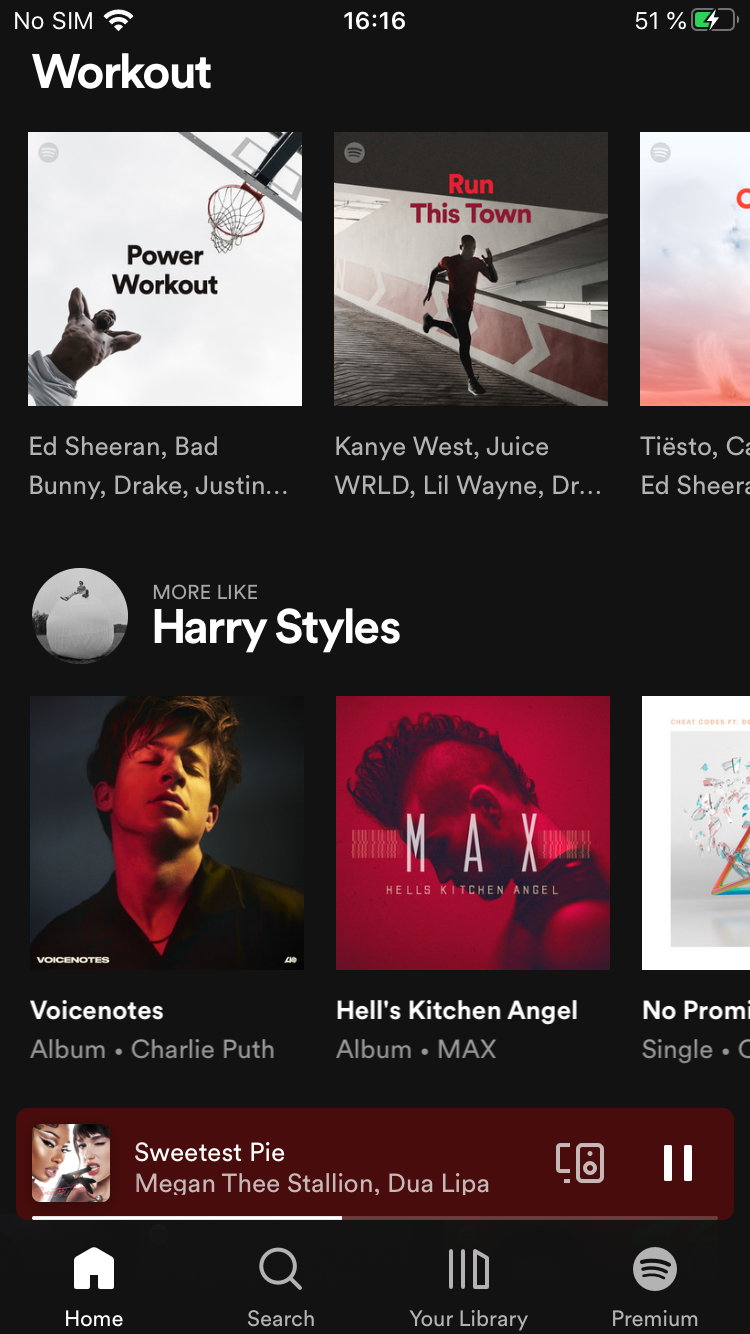 No SIM 16:16 51 %
Workout
Power
Workout
Run
This Town
Ed Sheeran, Bad
Bunny, Drake, Justin...
Kanye West, Juice
WRLD, Lil Wayne, Dr...
Tiësto, Ca
Ed Sheera
MORE LIKE
Harry Styles
VOICENOTES
MAX
HELLS KITCHEN ANGEL
CHEAT CODES FT. DE
Voicenotes
Album • Charlie Puth
Hell's Kitchen Angel
Album • MAX
No Promi
Single • C
Sweetest Pie
Megan Thee Stallion, Dua Lipa
Home
Search
Your Library
Premium